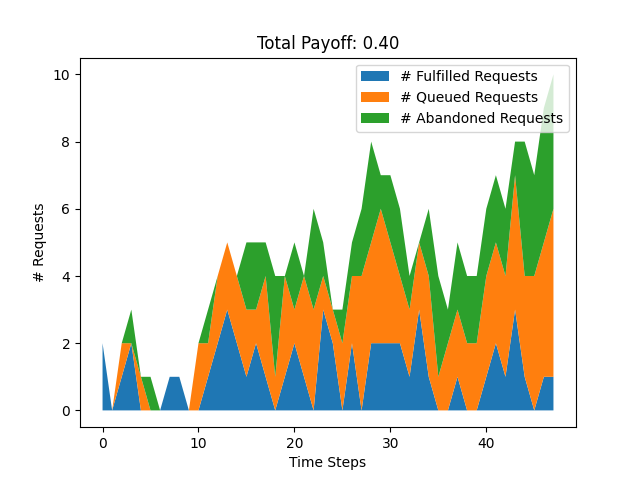 Total Payoff: 0.40
# Fulfilled Requests
# Queued Requests
# Abandoned Requests
10
8
6
4
2
0
# Requests
0 10 20 30 40
Time Steps